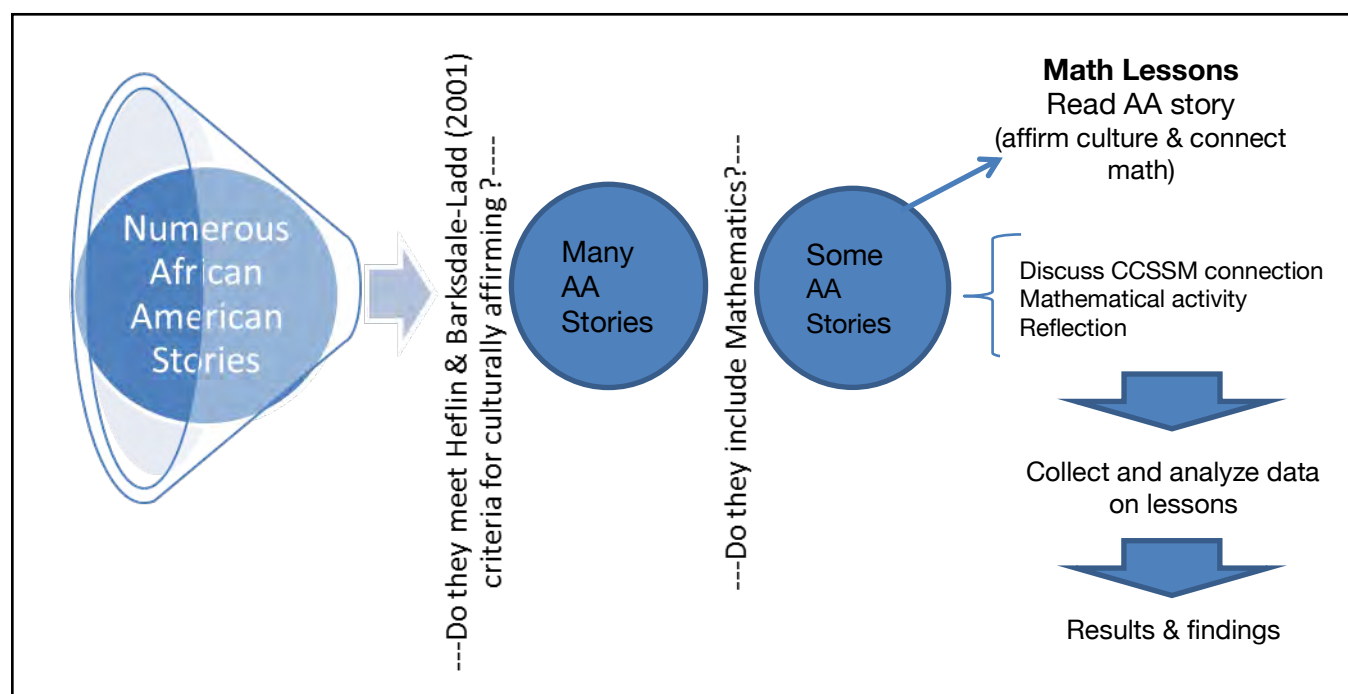 Numerous
African
American
Stories
----Do they meet Heflin & Barksdale-Ladd (2001)
criteria for culturally affirming ?-----
Many
AA
Stories
----Do they include Mathematics?----
Some
AA
Stories
Math Lessons
Read AA story
(affirm culture & connect
math)
Discuss CCSSM connection
Mathematical activity
Reflection
Collect and analyze data
on lessons
Results & findings